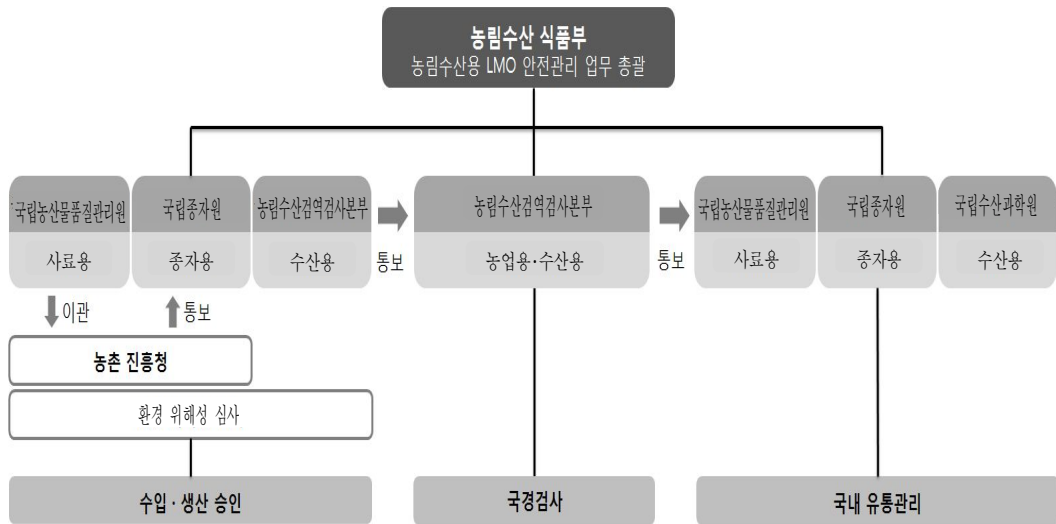 농림수산 식품부
농림수산용 LMO 안전관리 업무 총괄
국립농산물품질관리원
사료용
국립종자원
종자용
농림수산검역검사본부
수산용
통보
농림수산검역검사본부
농업용·수산용
통보
국립농산물품질관리원
사료용
국립종자원
종자용
국립수산과학원
수산용
이관
통보
농촌 진흥청
환경 위해성 심사
수입 · 생산 승인
국경검사
국내 유통관리